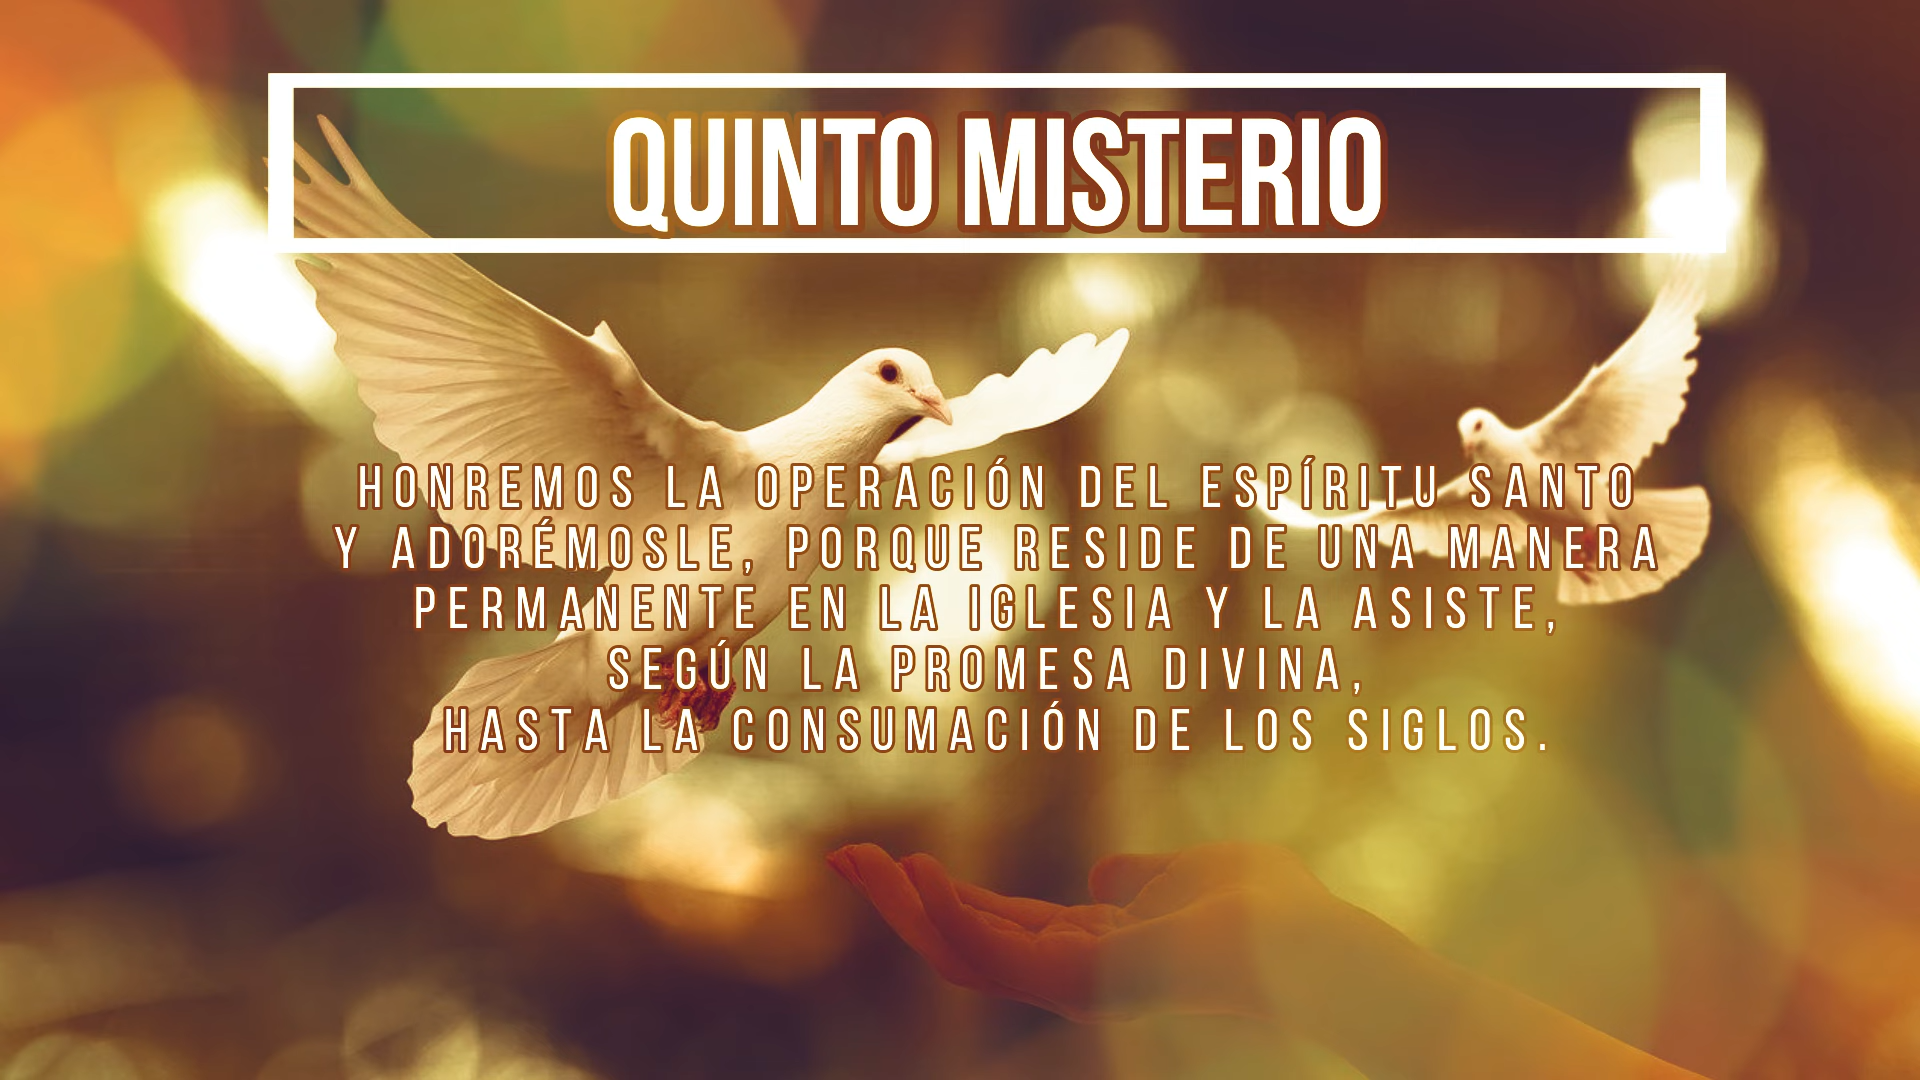 QUINTO MISTERIO
HONREMOS LA OPERACIÓN DEL ESPÍRITU SANTO
Y ADORÉMOSLE, PORQUE RESIDE DE UNA MANERA
PERMANENTE EN LA IGLESIA Y LA ASISTE,
SEGÚN LA PROMESA DIVINA,
HASTA LA CONSUMACIÓN DE LOS SIGLOS.